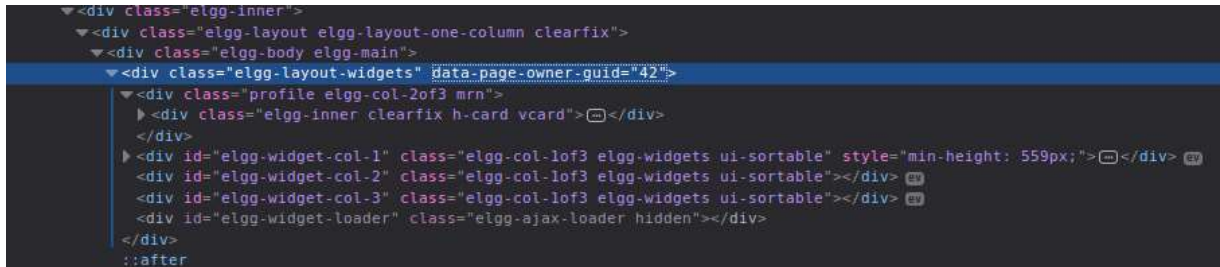 ▼<div class="elgg-inner">
▼<div class="elgg-layout elgg-layout-one-column clearfix">
▼<div class="elgg-body elgg-main">
▼<div class="elgg-layout-widgets" data-page-owner-guid="42">
▼<div class="profile elgg-col-2of3 mrn">
▶<div class="elgg-inner clearfix h-card vcard">⋯</div>
</div>
▶<div id="elgg-widget-col-1" class="elgg-col-1of3 elgg-widgets ui-sortable" style="min-height: 559px;">⋯</div> ev
<div id="elgg-widget-col-2" class="elgg-col-1of3 elgg-widgets ui-sortable"></div> ev
<div id="elgg-widget-col-3" class="elgg-col-1of3 elgg-widgets ui-sortable"></div> ev
<div id="elgg-widget-loader" class="elgg-ajax-loader hidden"></div>
</div>
::after